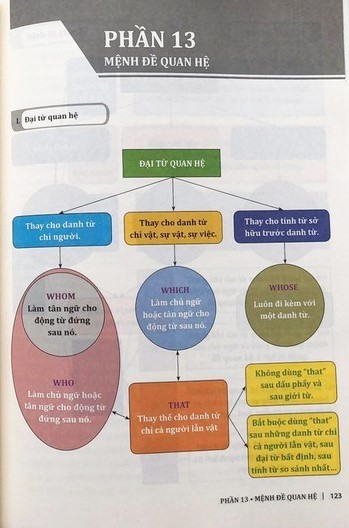 PHẦN 13
MỆNH ĐỀ QUAN HỆ
I. Đại từ quan hệ
ĐẠI TỪ QUAN HỆ
Thay cho danh từ
chỉ người.
Thay cho danh từ
chỉ vật, sự vật, sự việc.
Thay cho tính từ sở
hữu trước danh từ.
WHOM
Làm tân ngữ cho
động từ đứng
sau nó.
WHO
Làm chủ ngữ hoặc
tân ngữ cho động từ
đứng sau nó.
WHICH
Làm chủ ngữ
hoặc tân ngữ cho
động từ đứng
sau nó.
WHOSE
Luôn đi kèm với
một danh từ.
THAT
Thay thế cho danh từ
chỉ cả người lẫn vật
Không dùng "that"
sau dấu phẩy và
sau giới từ.
Bắt buộc dùng "that"
sau những danh từ chỉ
cả người lẫn vật, sau
đại từ bất định, sau
tính từ so sánh nhất...
PHẦN 13 • MỆNH ĐỀ QUAN HỆ | 123